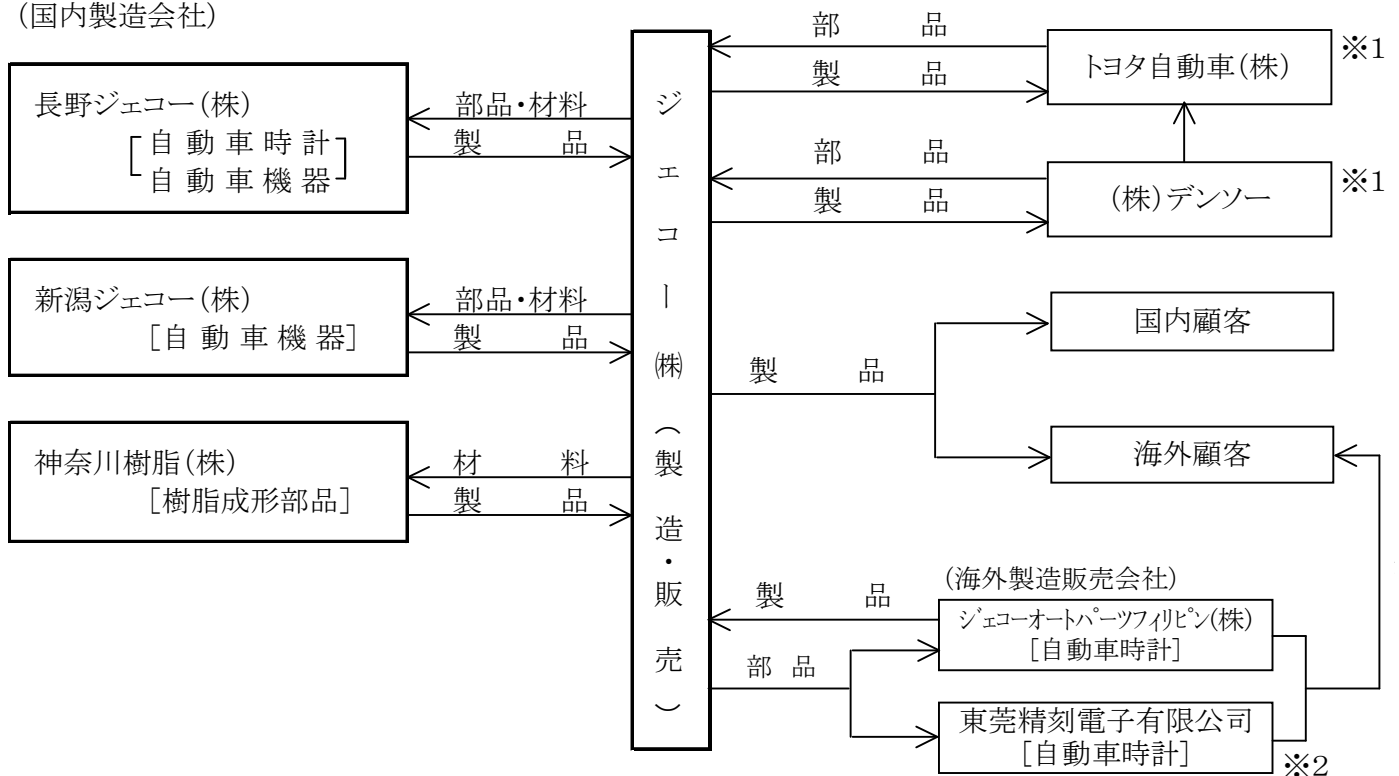 (国内製造会社)
長野ジェコー(株)
[自動車時計
自動車機器]
部品・材料
製品
新潟ジェコー(株)
[自動車機器]
部品・材料
製品
神奈川樹脂(株)
[樹脂成形部品]
材料
製品
ジェコー㈱(製造・販売)
部品
製品
トヨタ自動車(株)
※1
部品
製品
(株)デンソー
※1
製品
国内顧客
海外顧客
(海外製造販売会社)
製品
ジェコーオートパーツフィリピン(株)
[自動車時計]
部品
東莞精刻電子有限公司
[自動車時計]
※2